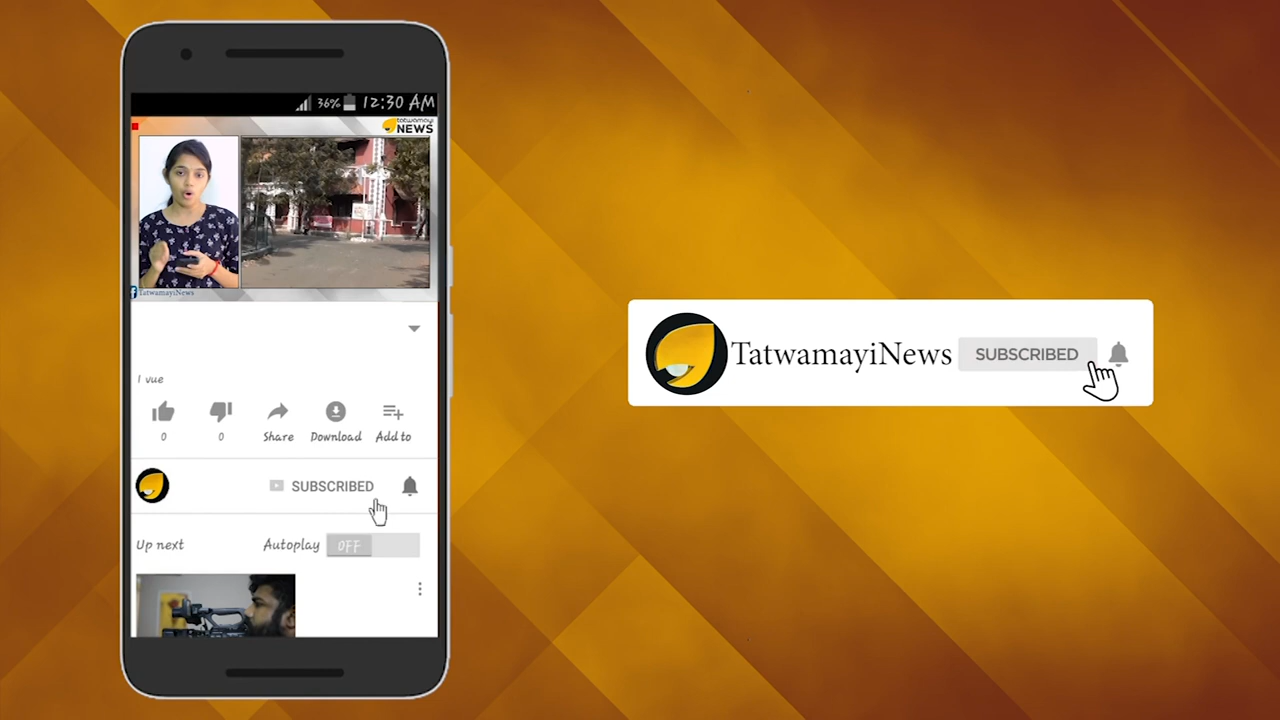 36% 12:30 AM
tatwamayi
NEWS
TatwamayiNews
1 vue
0 0 Share Download Add to
SUBSCRIBED
Up next Autoplay OFF
TatwamayiNews SUBSCRIBED